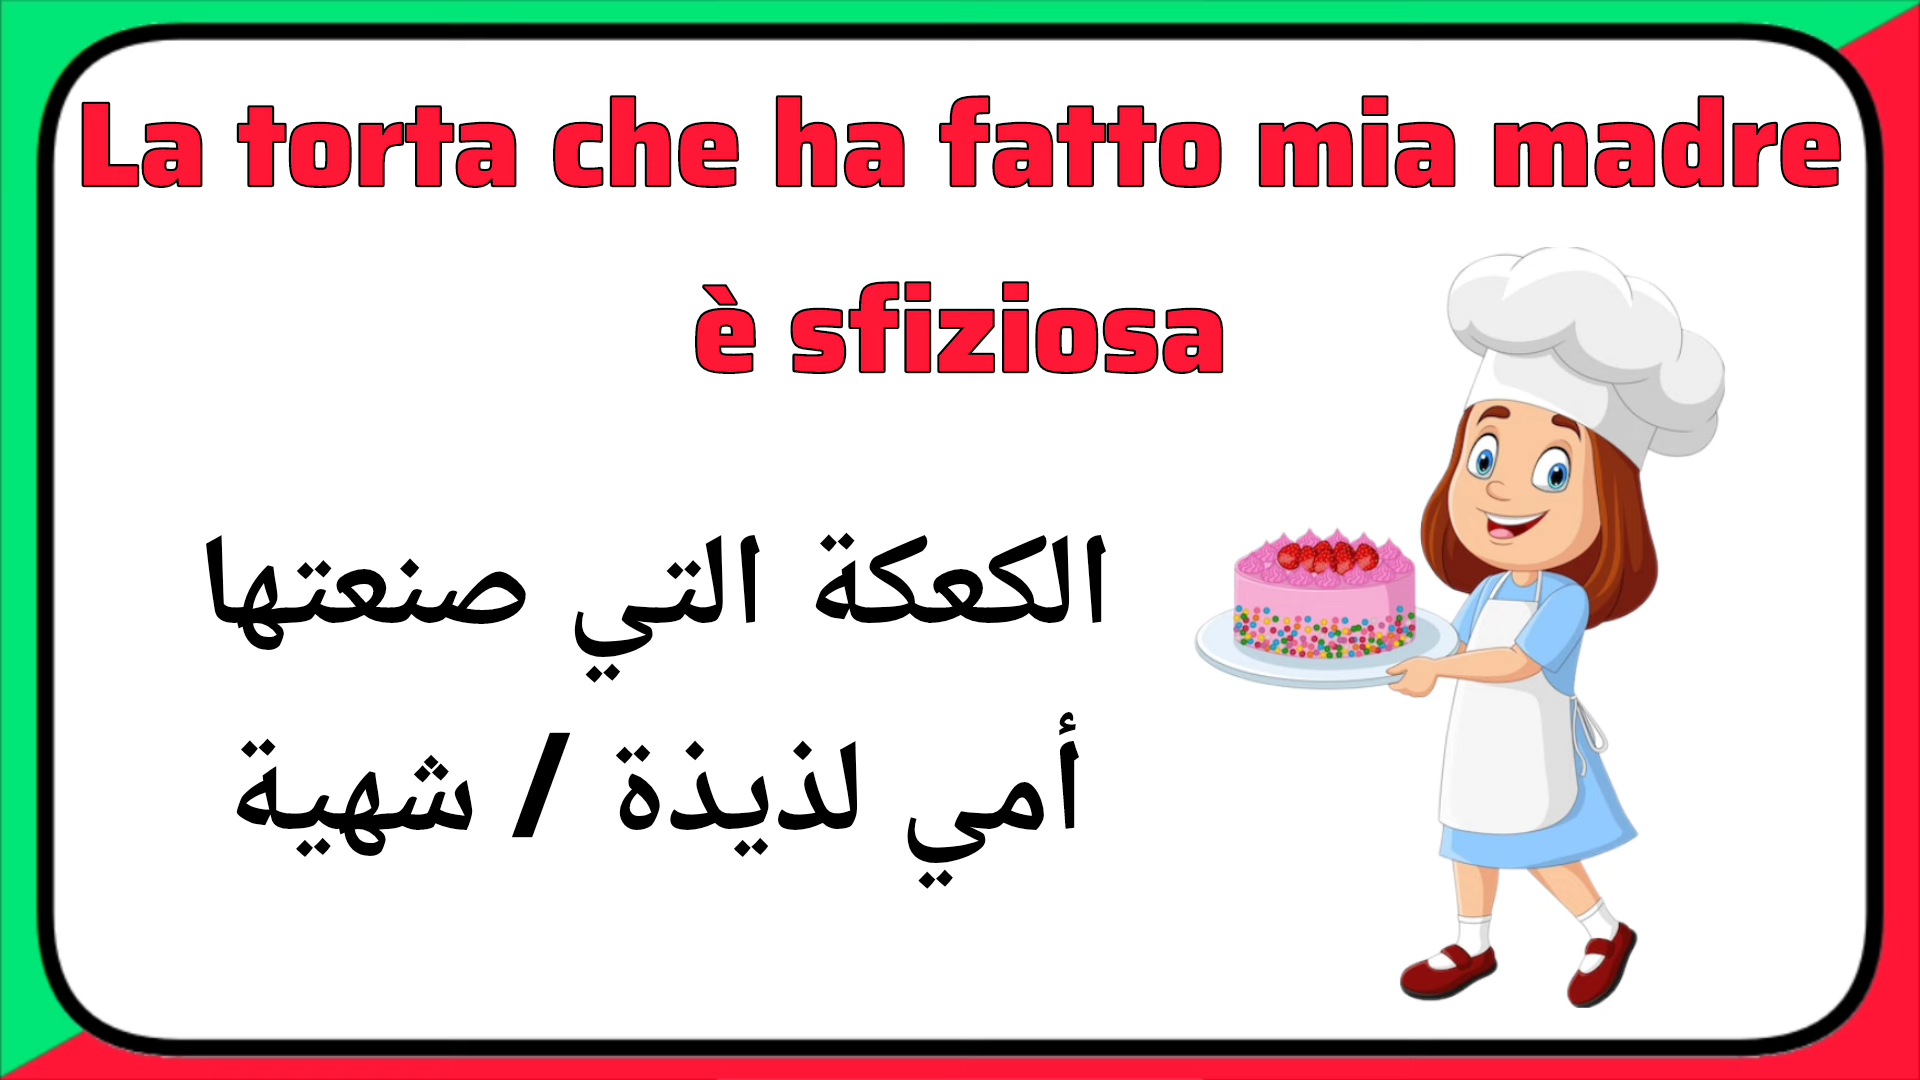 La torta che ha fatto mia madre
è sfiziosa
الكعكة التي صنعتها
أمي لذيذة / شهية